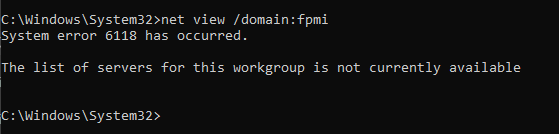 C:\Windows\System32>net view /domain:fpmi
System error 6118 has occurred.
The list of servers for this workgroup is not currently available
C:\Windows\System32>